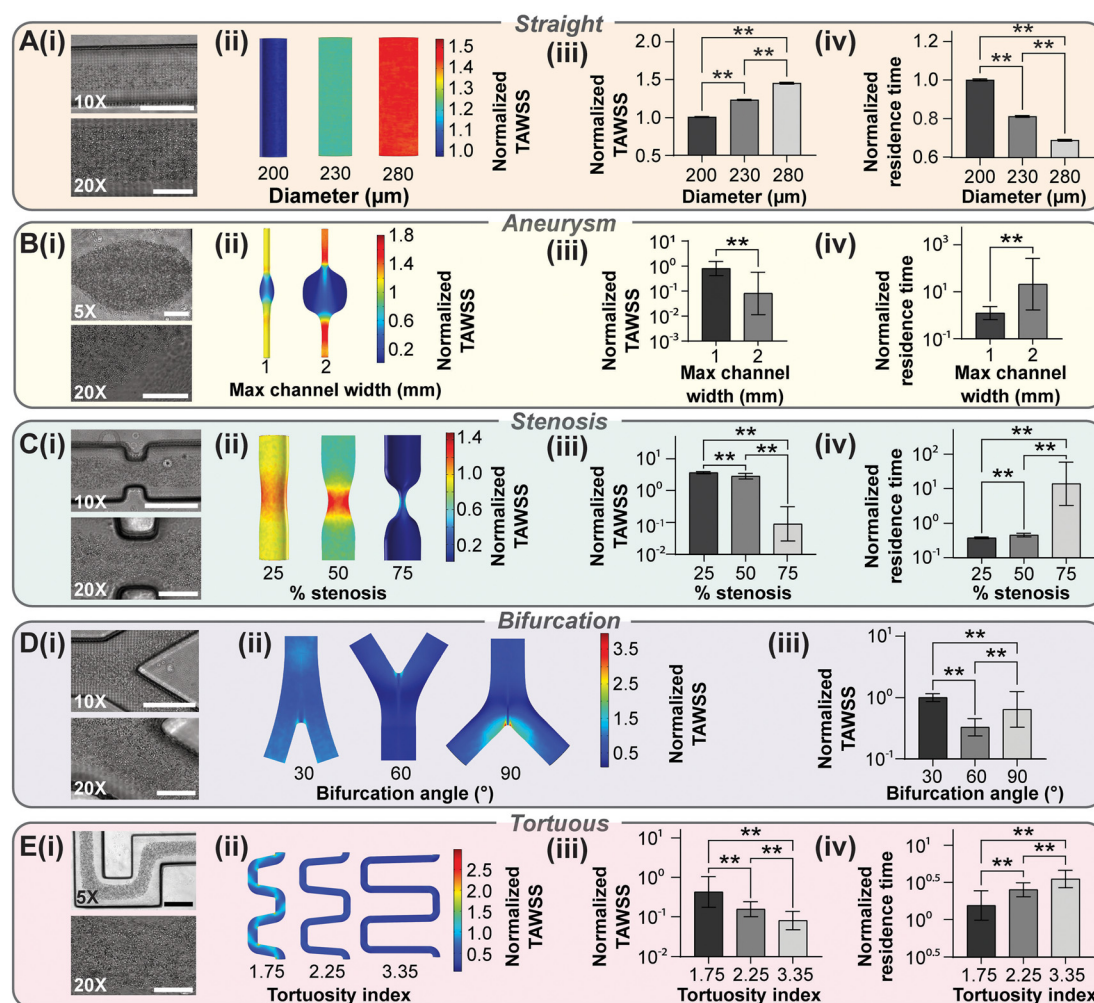 Straight
A(i)
10X
20X
(ii)
200 230 280
Diameter (µm)
1.5
1.4
1.3
1.2
1.1
1.0
Normalized
TAWSS
(iii)
Normalized
TAWSS
2.0
1.5
1.0
0.5
**
** **
200 230 280
Diameter (µm)
(iv)
Normalized
residence time
1.2
1.0
0.8
0.6
**
** **
200 230 280
Diameter (µm)
Aneurysm
B(i)
5X
20X
(ii)
1 2
Max channel width (mm)
1.8
1.4
1
0.6
0.2
Normalized
TAWSS
(iii)
Normalized
TAWSS
10¹
10⁰
10⁻¹
10⁻²
10⁻³
**
1 2
Max channel
width (mm)
(iv)
Normalized
residence time
10³
10¹
10⁻¹
**
1 2
Max channel
width (mm)
Stenosis
C(i)
10X
20X
(ii)
25 50 75
% stenosis
1.4
1.0
0.6
0.2
Normalized
TAWSS
(iii)
Normalized
TAWSS
10²
10¹
10⁰
10⁻¹
10⁻²
**
** **
25 50 75
% stenosis
(iv)
Normalized
residence time
10²
10¹
10⁰
10⁻¹
**
** **
25 50 75
% stenosis
Bifurcation
D(i)
10X
20X
(ii)
30 60 90
Bifurcation angle (°)
3.5
2.5
1.5
0.5
Normalized
TAWSS
(iii)
Normalized
TAWSS
10¹
10⁰
10⁻¹
**
** **
30 60 90
Bifurcation angle (°)
Tortuous
E(i)
5X
20X
(ii)
1.75 2.25 3.35
Tortuosity index
2.5
2.0
1.5
1.0
0.5
Normalized
TAWSS
(iii)
Normalized
TAWSS
10¹
10⁰
10⁻¹
10⁻²
**
** **
1.75 2.25 3.35
Tortuosity index
(iv)
Normalized
residence time
10¹
10⁰·⁵
10⁰
10⁰·⁵
**
** **
1.75 2.25 3.35
Tortuosity index